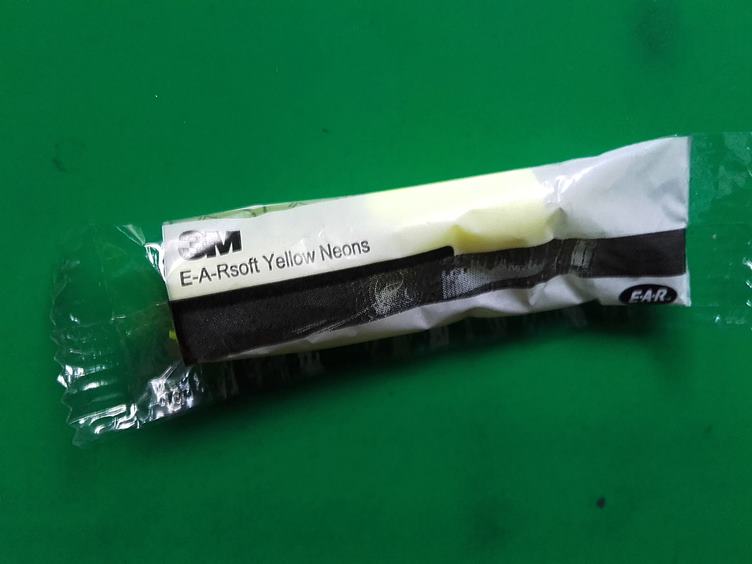 3M
E-A-Rsoft Yellow Neons
E·A·R